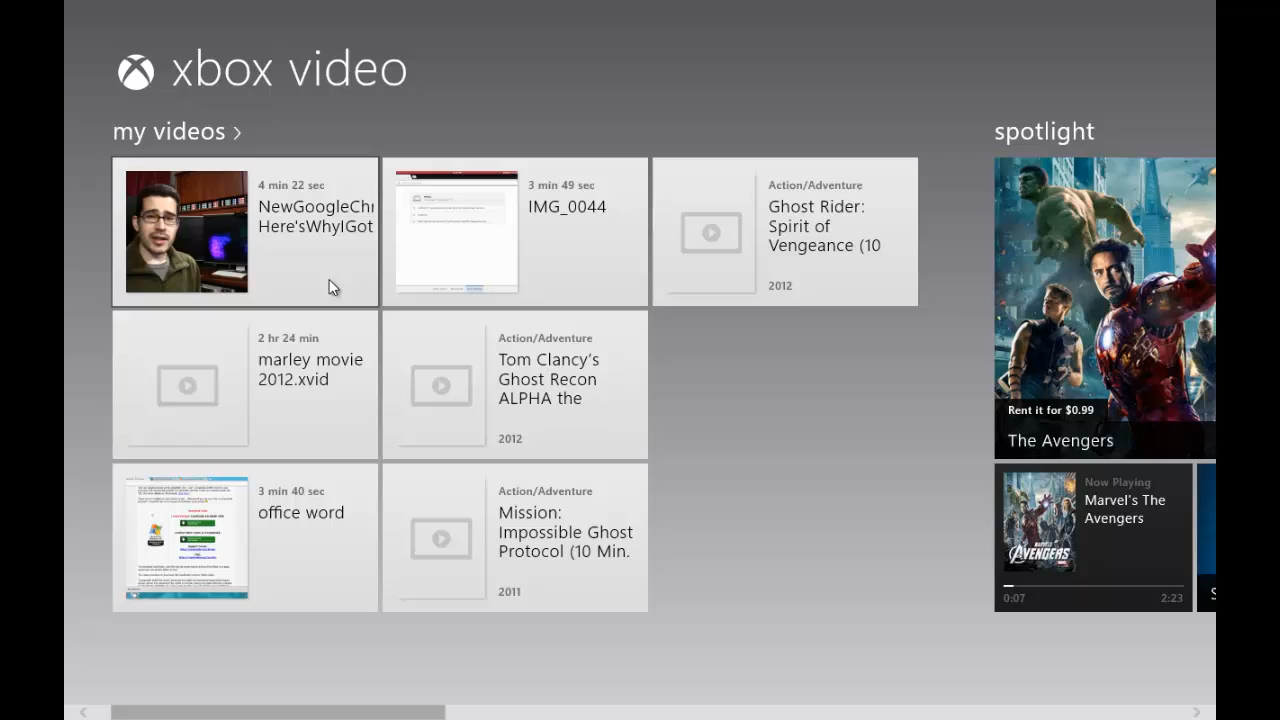 xbox video
my videos
4 min 22 sec
NewGoogleChr
Here'sWhyIGot
3 min 49 sec
IMG_0044
Action/Adventure
Ghost Rider:
Spirit of
Vengeance (10
2012
2 hr 24 min
marley movie
2012.xvid
Action/Adventure
Tom Clancy's
Ghost Recon
ALPHA the
2012
3 min 40 sec
office word
Action/Adventure
Mission:
Impossible Ghost
Protocol (10 Min.
2011
spotlight
Rent it for $0.99
The Avengers
Now Playing
Marvel's The
Avengers
AVENGERS
0:07
2:23
S